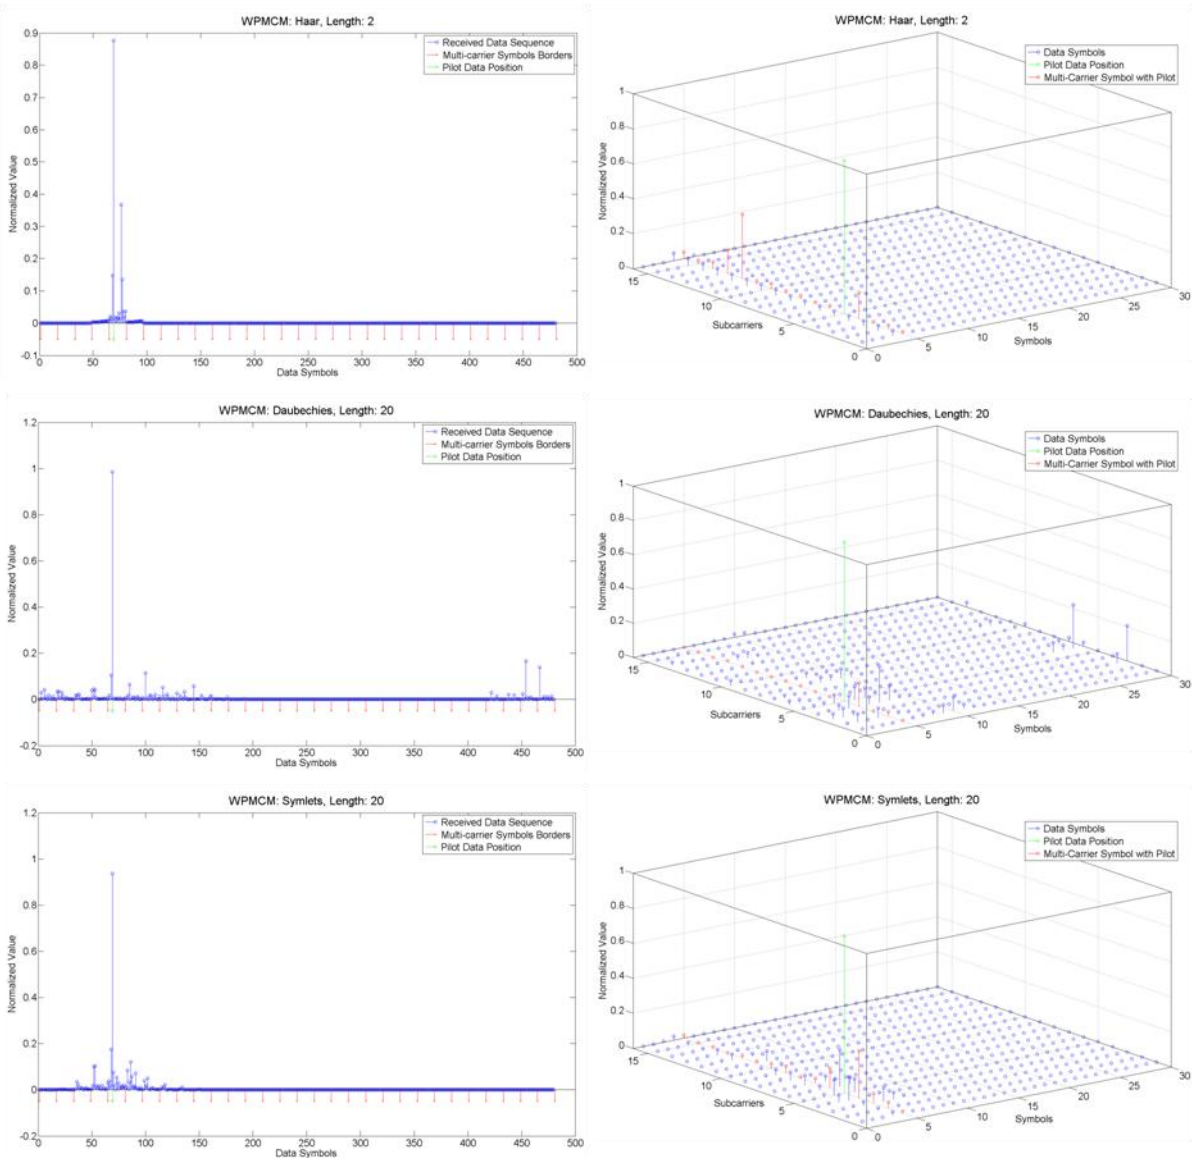 WPMCM: Haar, Length: 2
0.9
0.8
0.7
0.6
0.5
0.4
0.3
0.2
0.1
0
-0.1
Normalized Value
Received Data Sequence
Multi-carrier Symbols Borders
Pilot Data Position
0 50 100 150 200 250 300 350 400 450 500
Data Symbols
WPMCM: Haar, Length: 2
Data Symbols
Pilot Data Position
Multi-Carrier Symbol with Pilot
1
0.8
0.6
0.4
0.2
0
Normalized Value
15 10 5 0
Subcarriers
0 5 10 15 20 25 30
Symbols
WPMCM: Daubechies, Length: 20
1.2
1
0.8
0.6
0.4
0.2
0
-0.2
Normalized Value
Received Data Sequence
Multi-carrier Symbols Borders
Pilot Data Position
0 50 100 150 200 250 300 350 400 450 500
Data Symbols
WPMCM: Daubechies, Length: 20
Data Symbols
Pilot Data Position
Multi-Carrier Symbol with Pilot
1
0.8
0.6
0.4
0.2
0
Normalized Value
15 10 5 0
Subcarriers
0 5 10 15 20 25 30
Symbols
WPMCM: Symlets, Length: 20
1.2
1
0.8
0.6
0.4
0.2
0
-0.2
Normalized Value
Received Data Sequence
Multi-carrier Symbols Borders
Pilot Data Position
0 50 100 150 200 250 300 350 400 450 500
Data Symbols
WPMCM: Symlets, Length: 20
Data Symbols
Pilot Data Position
Multi-Carrier Symbol with Pilot
1
0.8
0.6
0.4
0.2
0
Normalized Value
15 10 5 0
Subcarriers
0 5 10 15 20 25 30
Symbols